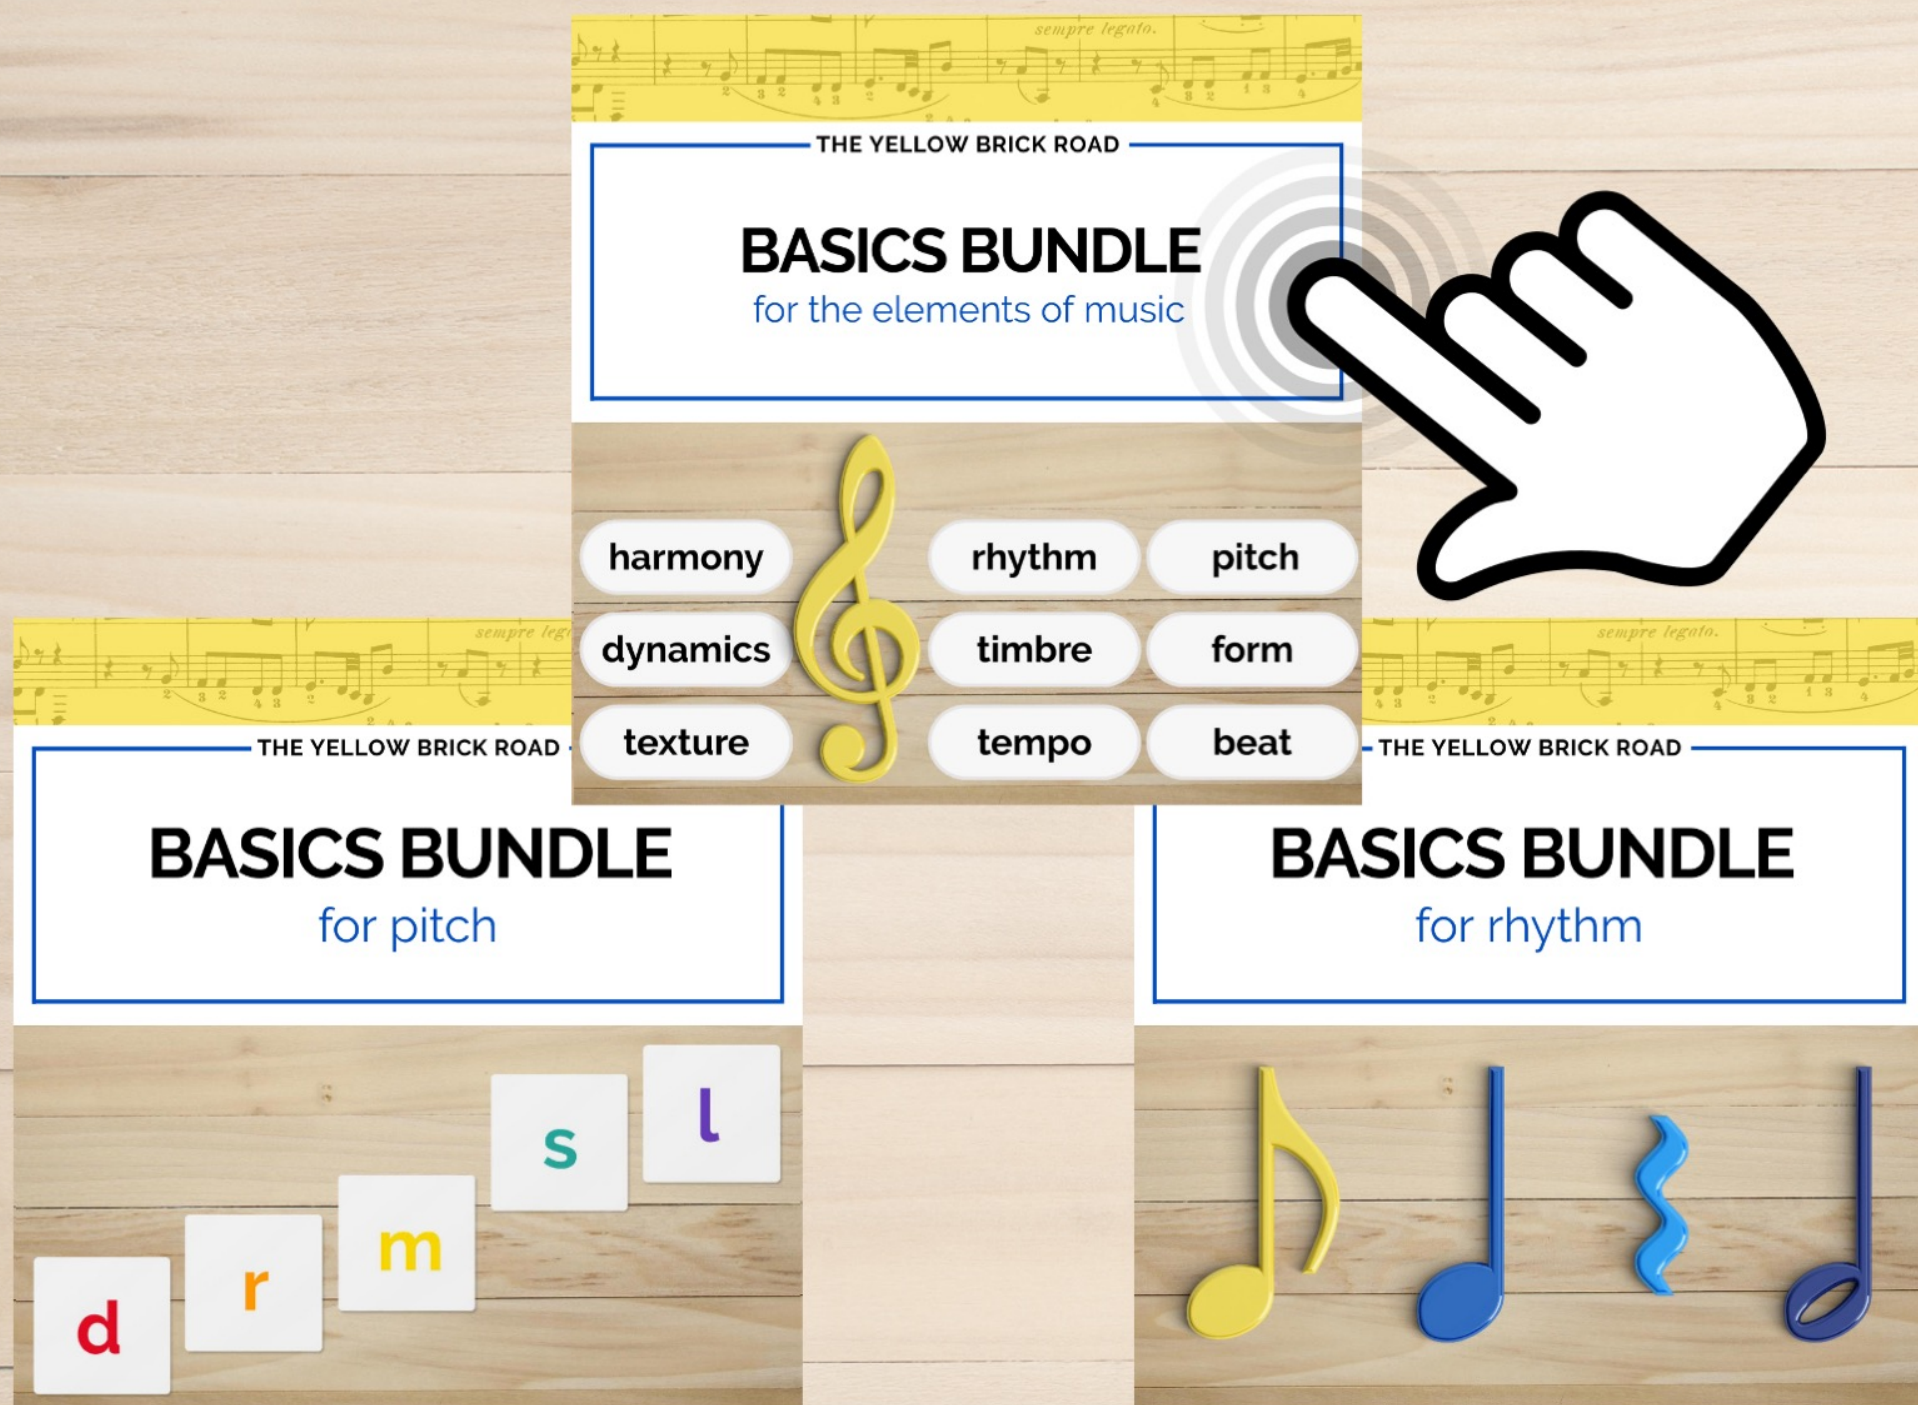 sempre legato.
THE YELLOW BRICK ROAD
BASICS BUNDLE
for the elements of music
harmony rhythm pitch
dynamics timbre form
texture tempo beat
THE YELLOW BRICK ROAD
BASICS BUNDLE
for pitch
d r m s l
sempre legato.
THE YELLOW BRICK ROAD
BASICS BUNDLE
for rhythm